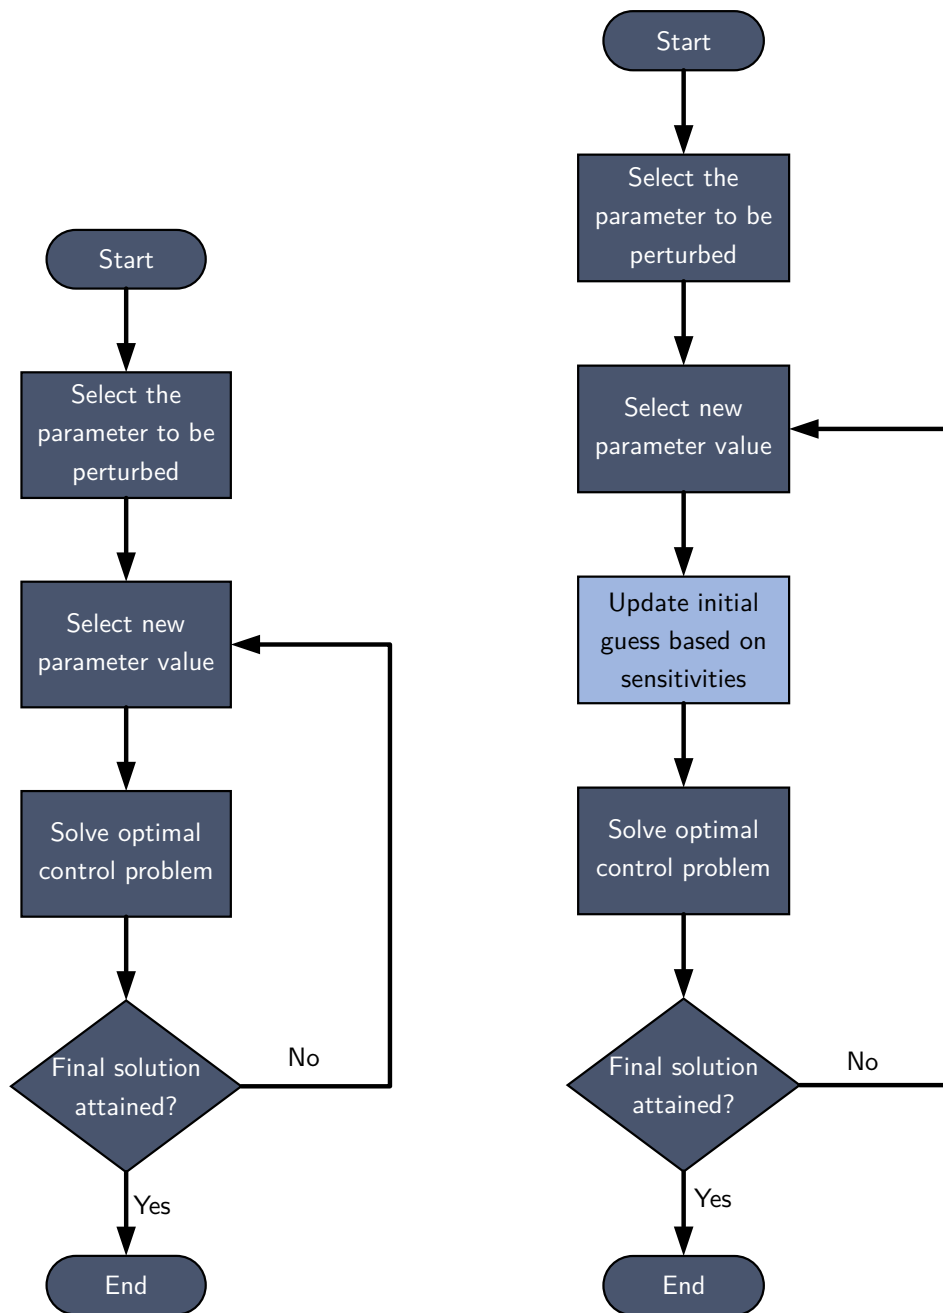 Start
Select the
parameter to be
perturbed
Select new
parameter value
Solve optimal
control problem
Final solution
attained?
No
Yes
End
Start
Select the
parameter to be
perturbed
Select new
parameter value
Update initial
guess based on
sensitivities
Solve optimal
control problem
Final solution
attained?
No
Yes
End